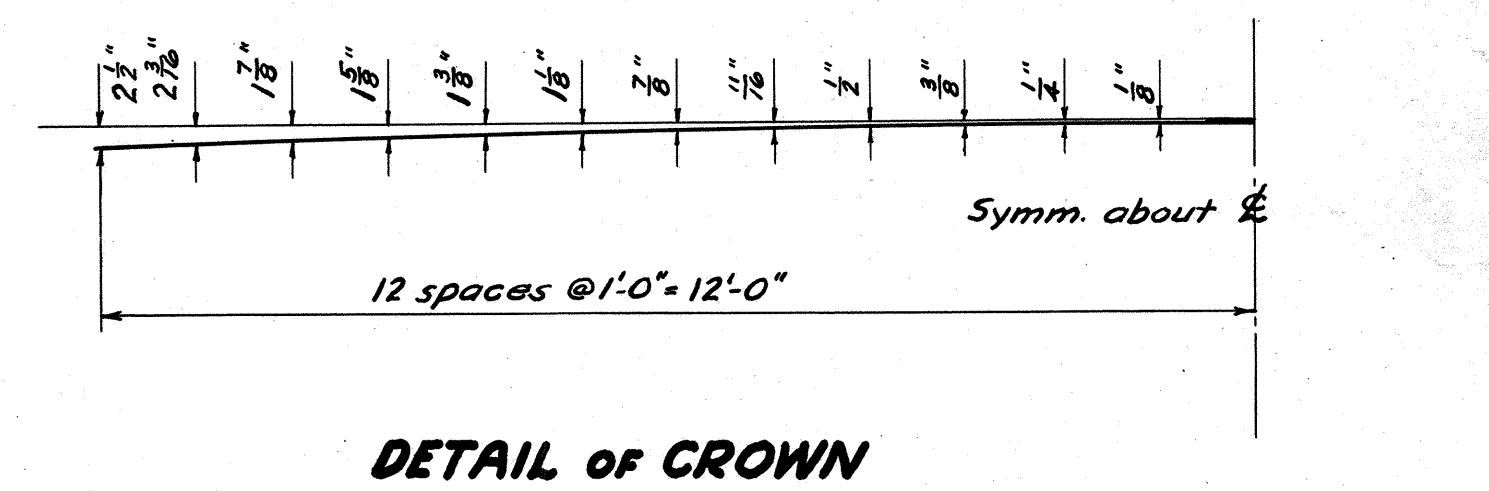 2 1/2" 2 3/16" 1 7/8" 1 5/8" 1 3/8" 1 1/8" 7/8" 11/16" 1/2" 3/8" 1/4" 1/8"
Symm. about ℄
12 spaces @ 1'-0" = 12'-0"
DETAIL OF CROWN